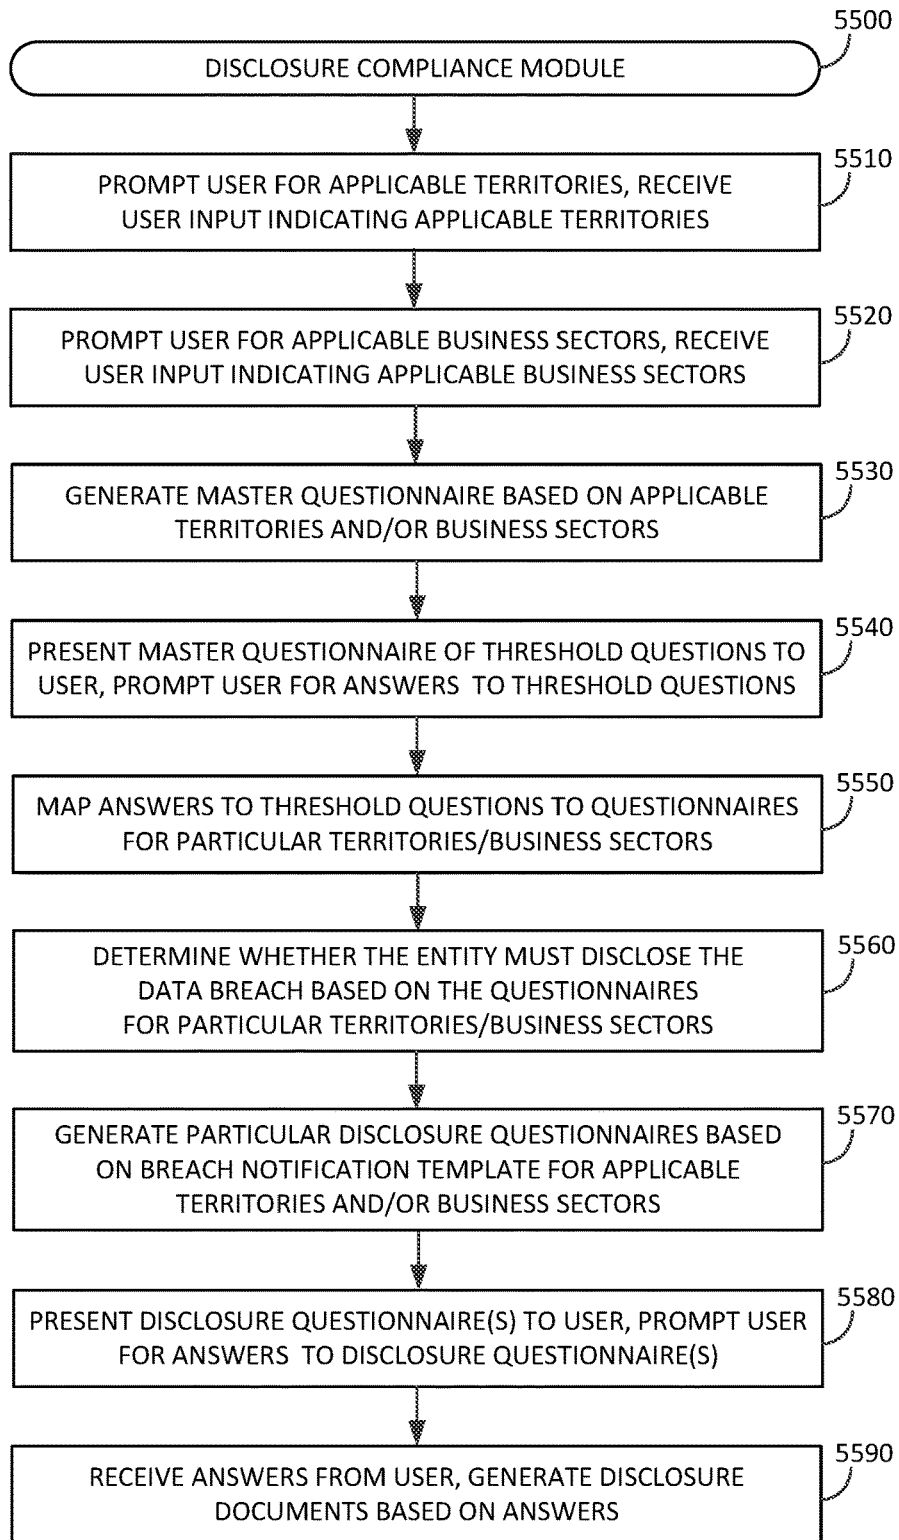 5500
DISCLOSURE COMPLIANCE MODULE
5510
PROMPT USER FOR APPLICABLE TERRITORIES, RECEIVE
USER INPUT INDICATING APPLICABLE TERRITORIES
5520
PROMPT USER FOR APPLICABLE BUSINESS SECTORS, RECEIVE
USER INPUT INDICATING APPLICABLE BUSINESS SECTORS
5530
GENERATE MASTER QUESTIONNAIRE BASED ON APPLICABLE
TERRITORIES AND/OR BUSINESS SECTORS
5540
PRESENT MASTER QUESTIONNAIRE OF THRESHOLD QUESTIONS TO
USER, PROMPT USER FOR ANSWERS TO THRESHOLD QUESTIONS
5550
MAP ANSWERS TO THRESHOLD QUESTIONS TO QUESTIONNAIRES
FOR PARTICULAR TERRITORIES/BUSINESS SECTORS
5560
DETERMINE WHETHER THE ENTITY MUST DISCLOSE THE
DATA BREACH BASED ON THE QUESTIONNAIRES
FOR PARTICULAR TERRITORIES/BUSINESS SECTORS
5570
GENERATE PARTICULAR DISCLOSURE QUESTIONNAIRES BASED
ON BREACH NOTIFICATION TEMPLATE FOR APPLICABLE
TERRITORIES AND/OR BUSINESS SECTORS
5580
PRESENT DISCLOSURE QUESTIONNAIRE(S) TO USER, PROMPT USER
FOR ANSWERS TO DISCLOSURE QUESTIONNAIRE(S)
5590
RECEIVE ANSWERS FROM USER, GENERATE DISCLOSURE
DOCUMENTS BASED ON ANSWERS